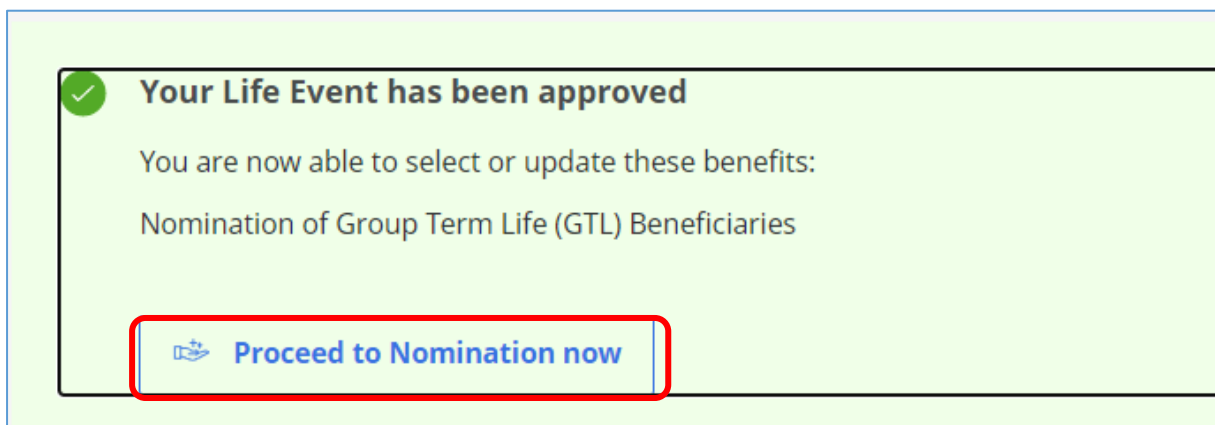 Your Life Event has been approved
You are now able to select or update these benefits:
Nomination of Group Term Life (GTL) Beneficiaries
Proceed to Nomination now